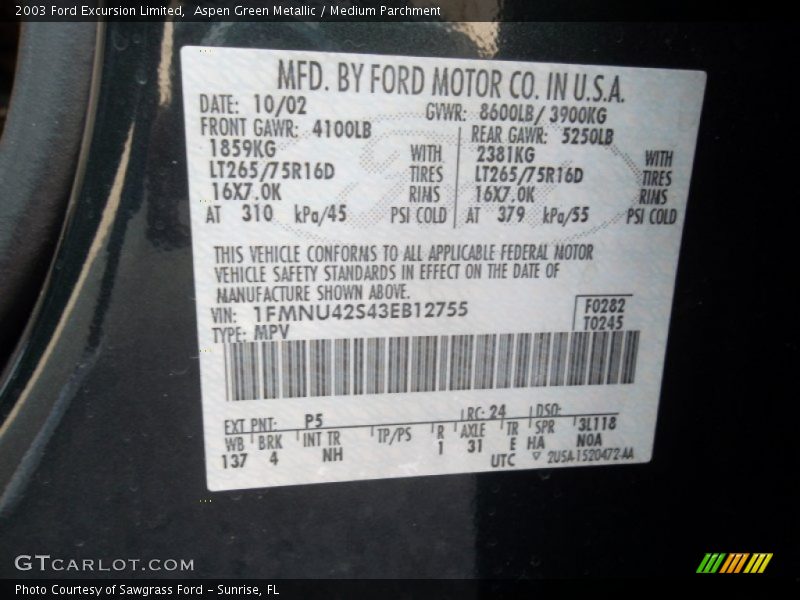 2003 Ford Excursion Limited, Aspen Green Metallic / Medium Parchment
MFD. BY FORD MOTOR CO. IN U.S.A.
DATE: 10/02 GVWR: 8600LB/ 3900KG
FRONT GAWR: 4100LB REAR GAWR: 5250LB
1859KG WITH 2381KG WITH
LT265/75R16D TIRES LT265/75R16D TIRES
16X7.0K RIMS 16X7.0K RIMS
AT 310 kPa/45 PSI COLD AT 379 kPa/55 PSI COLD
THIS VEHICLE CONFORMS TO ALL APPLICABLE FEDERAL MOTOR
VEHICLE SAFETY STANDARDS IN EFFECT ON THE DATE OF
MANUFACTURE SHOWN ABOVE.
VIN: 1FMNU42S43EB12755 F0282
TYPE: MPV T0245
EXT PNT: P5 RC: 24 DSO:
WB BRK INT TR TP/PS R AXLE TR SPR 3L118
137 4 NH 1 31 E HA NOA
UTC ▽ 2U5A-1520472-AA
GTCARLOT.COM
Photo Courtesy of Sawgrass Ford - Sunrise, FL